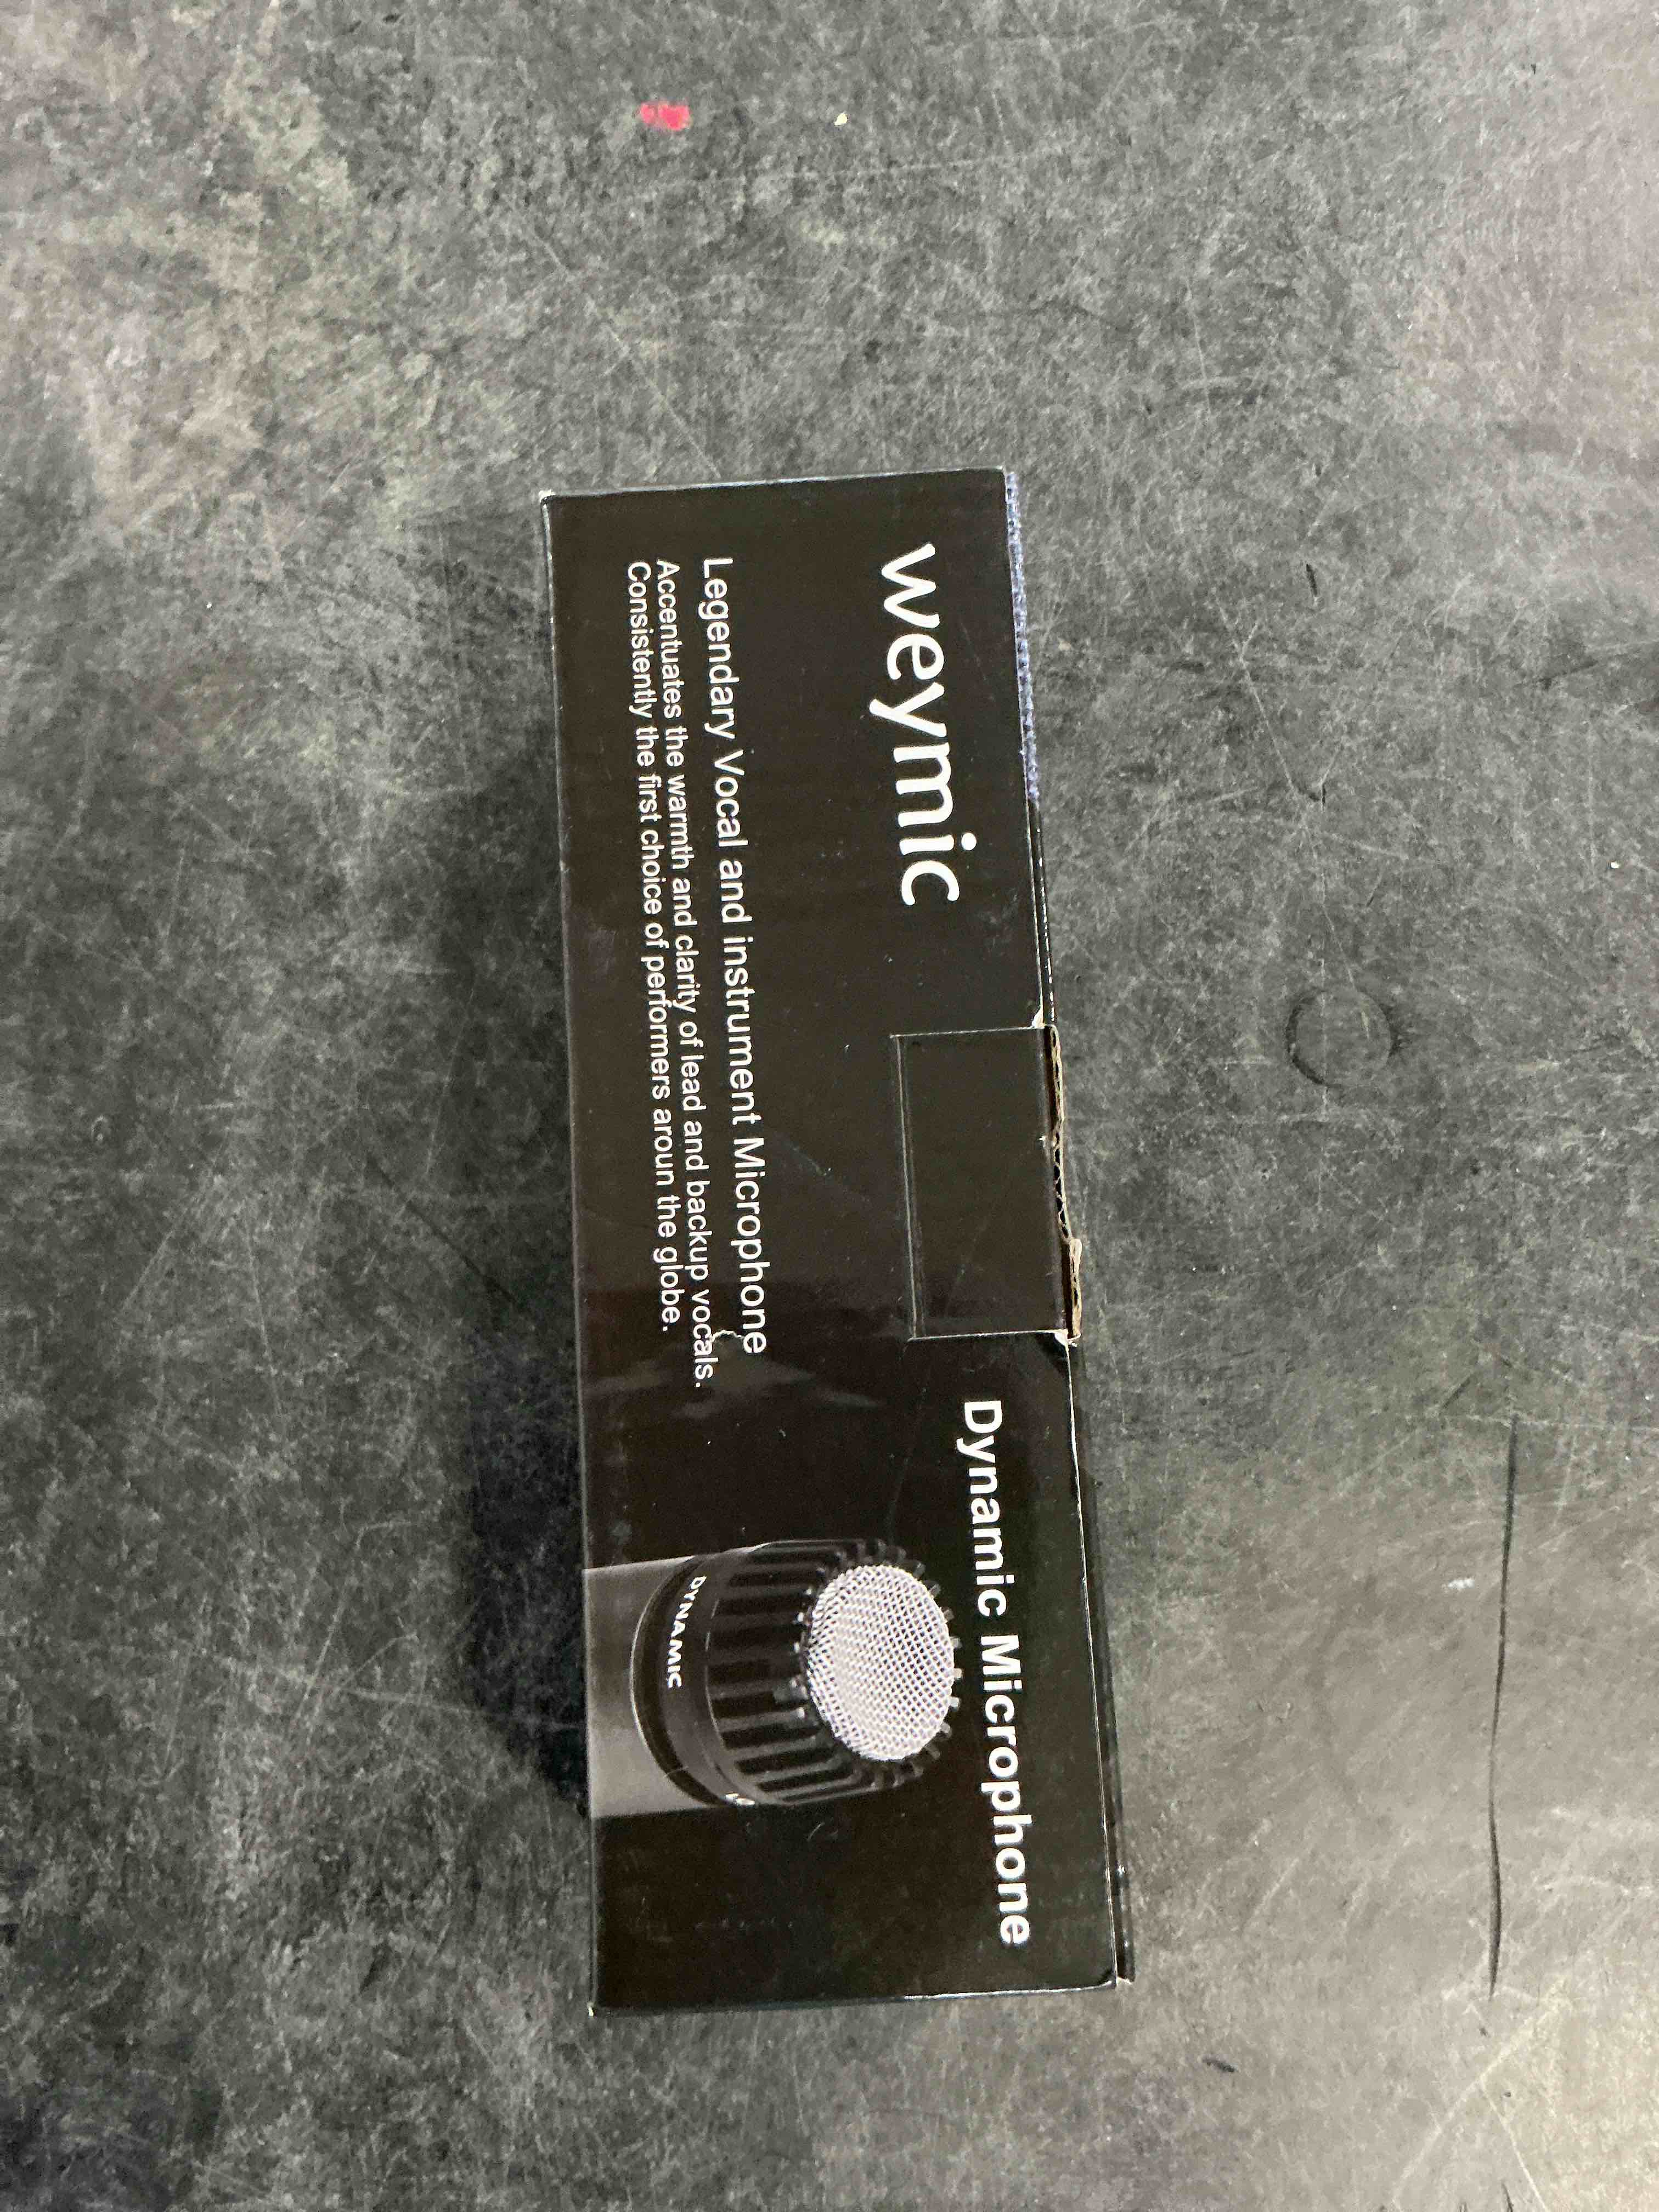 weymic
Dynamic Microphone
Legendary Vocal and instrument Microphone
Accentuates the warmth and clarity of lead and backup vocals.
Consistently the first choice of performers aroun the globe.
DYNAMIC